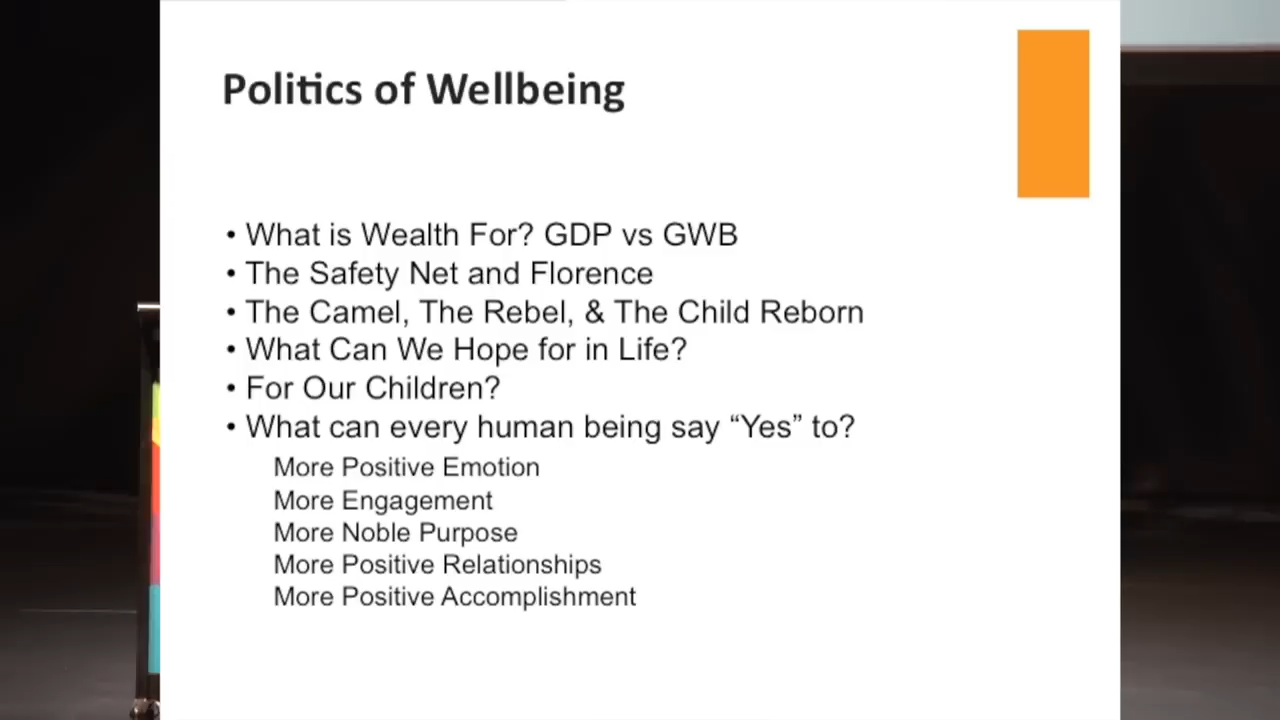 Politics of Wellbeing
• What is Wealth For? GDP vs GWB
• The Safety Net and Florence
• The Camel, The Rebel, & The Child Reborn
• What Can We Hope for in Life?
• For Our Children?
• What can every human being say “Yes” to?
More Positive Emotion
More Engagement
More Noble Purpose
More Positive Relationships
More Positive Accomplishment